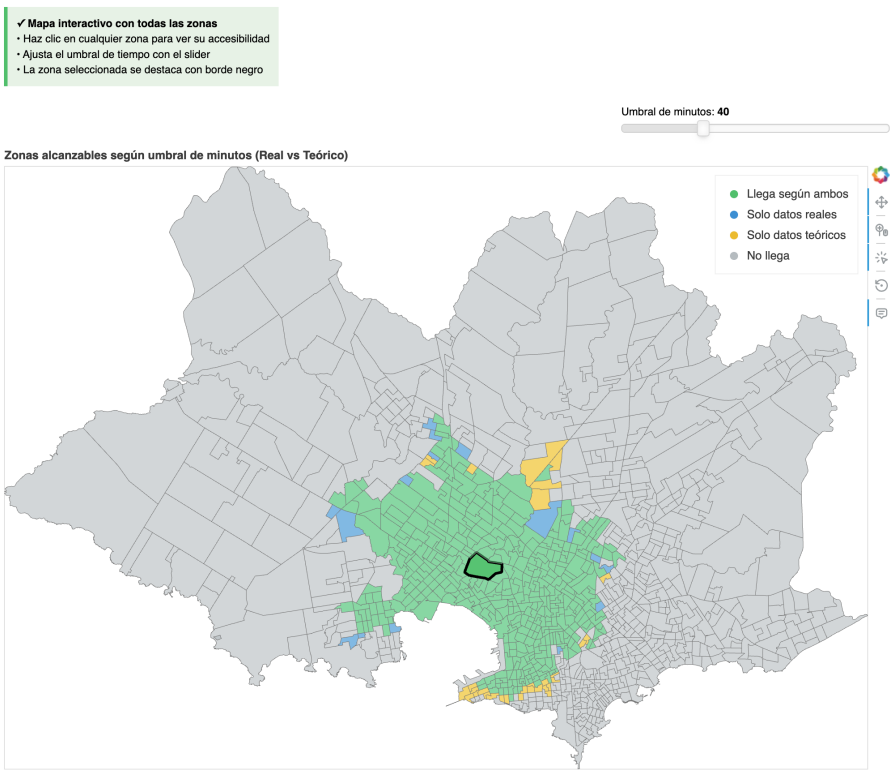 ✓ Mapa interactivo con todas las zonas
• Haz clic en cualquier zona para ver su accesibilidad
• Ajusta el umbral de tiempo con el slider
• La zona seleccionada se destaca con borde negro
Umbral de minutos: 40
Zonas alcanzables según umbral de minutos (Real vs Teórico)
Llega según ambos
Solo datos reales
Solo datos teóricos
No llega